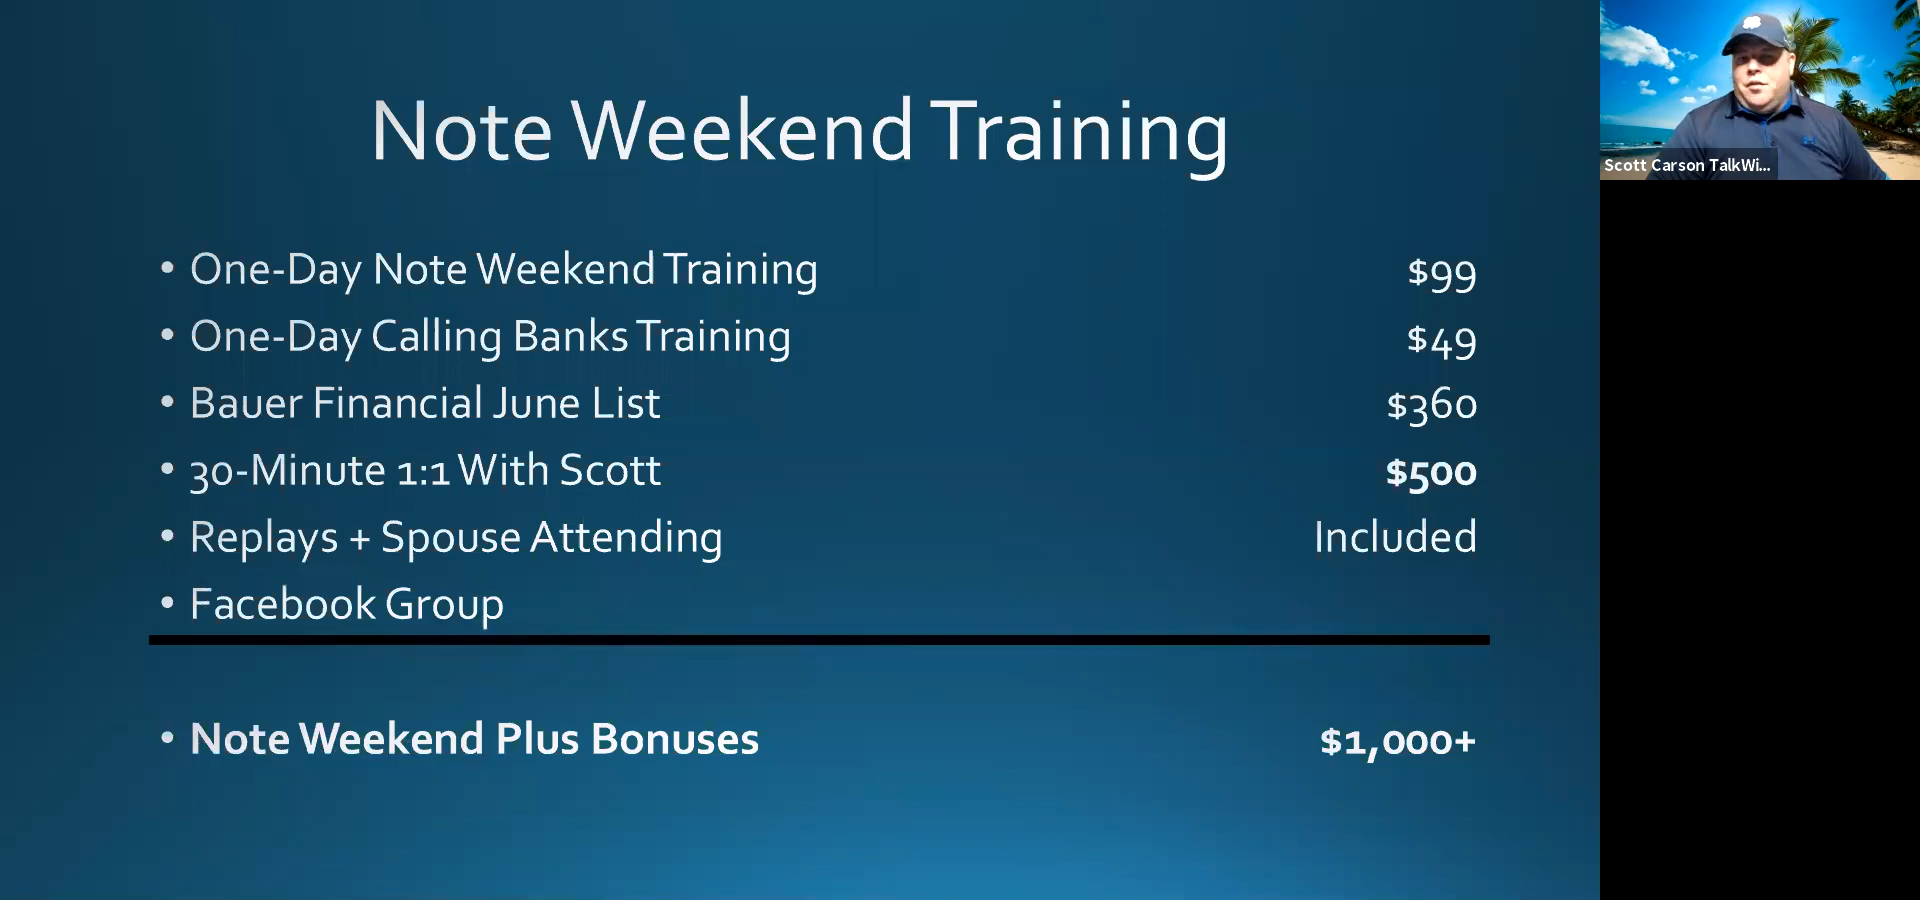 Note Weekend Training
• One-Day Note Weekend Training $99
• One-Day Calling Banks Training $49
• Bauer Financial June List $360
• 30-Minute 1:1 With Scott $500
• Replays + Spouse Attending Included
• Facebook Group
• Note Weekend Plus Bonuses $1,000+
Scott Carson TalkWi...